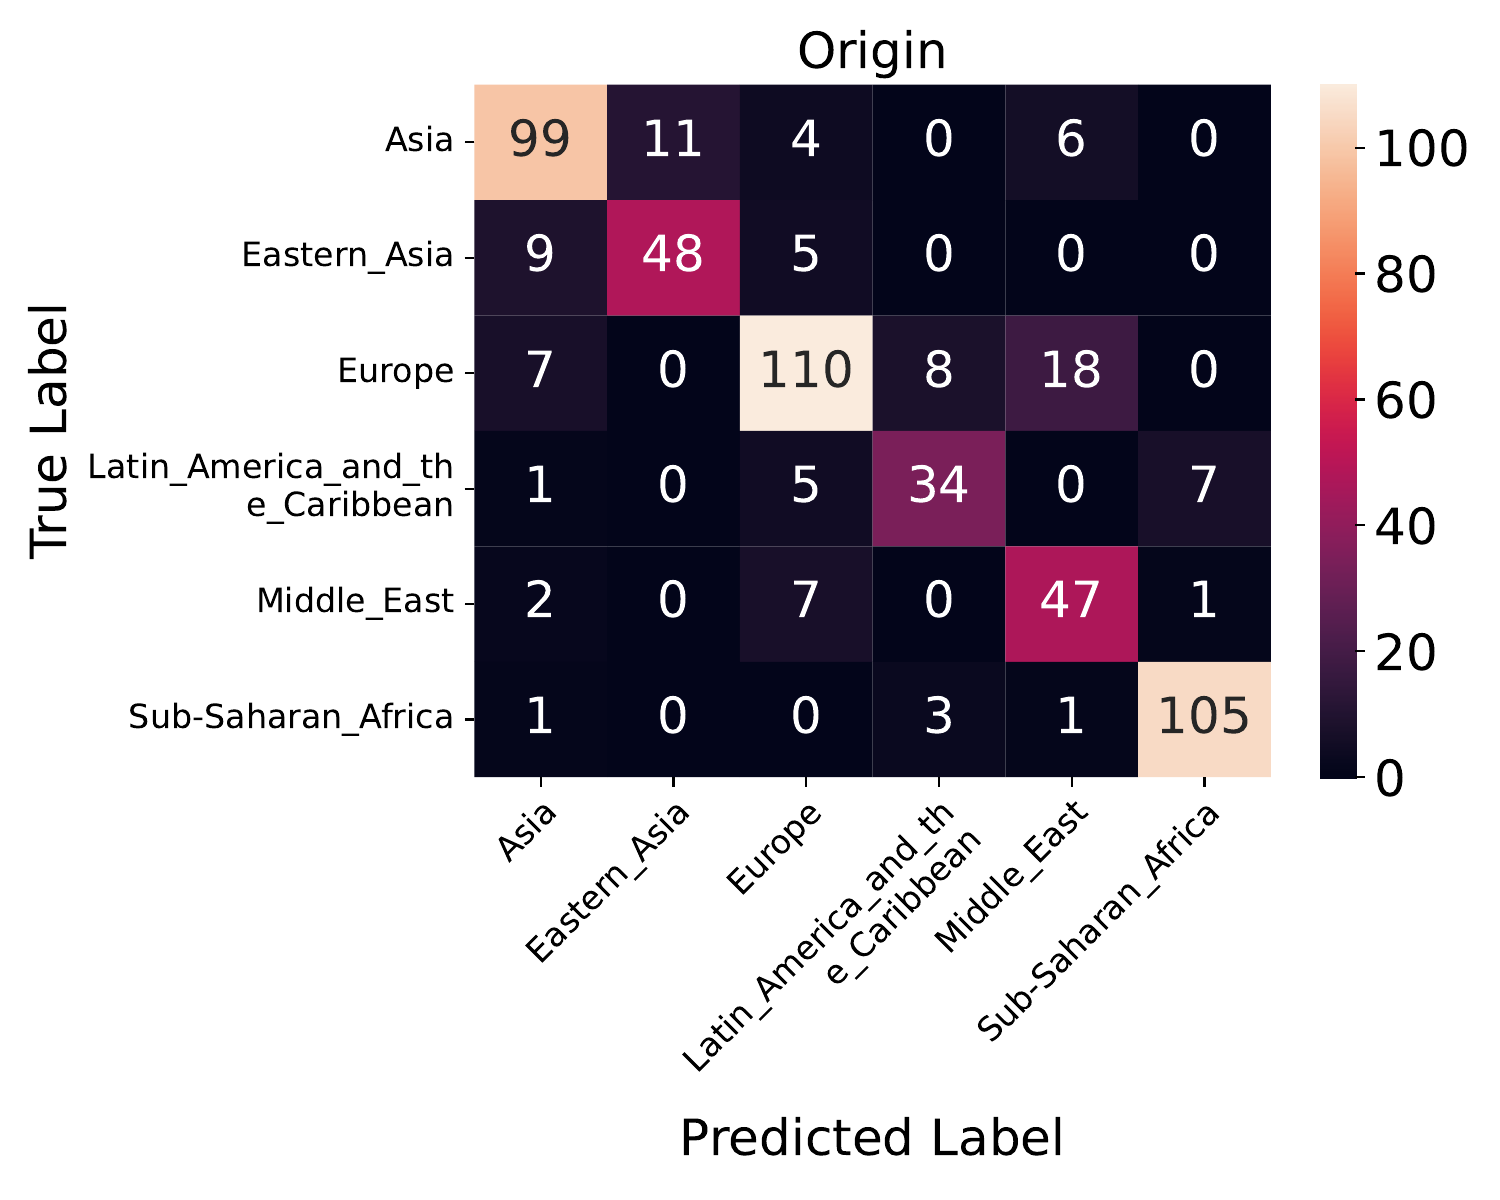 Origin
Asia
99 11 4 0 6 0
Eastern_Asia
9 48 5 0 0 0
Europe
7 0 110 8 18 0
Latin_America_and_th
e_Caribbean
1 0 5 34 0 7
Middle_East
2 0 7 0 47 1
Sub-Saharan_Africa
1 0 0 3 1 105
True Label
Asia
Eastern_Asia
Europe
Latin_America_and_th
e_Caribbean
Middle_East
Sub-Saharan_Africa
Predicted Label
100
80
60
40
20
0